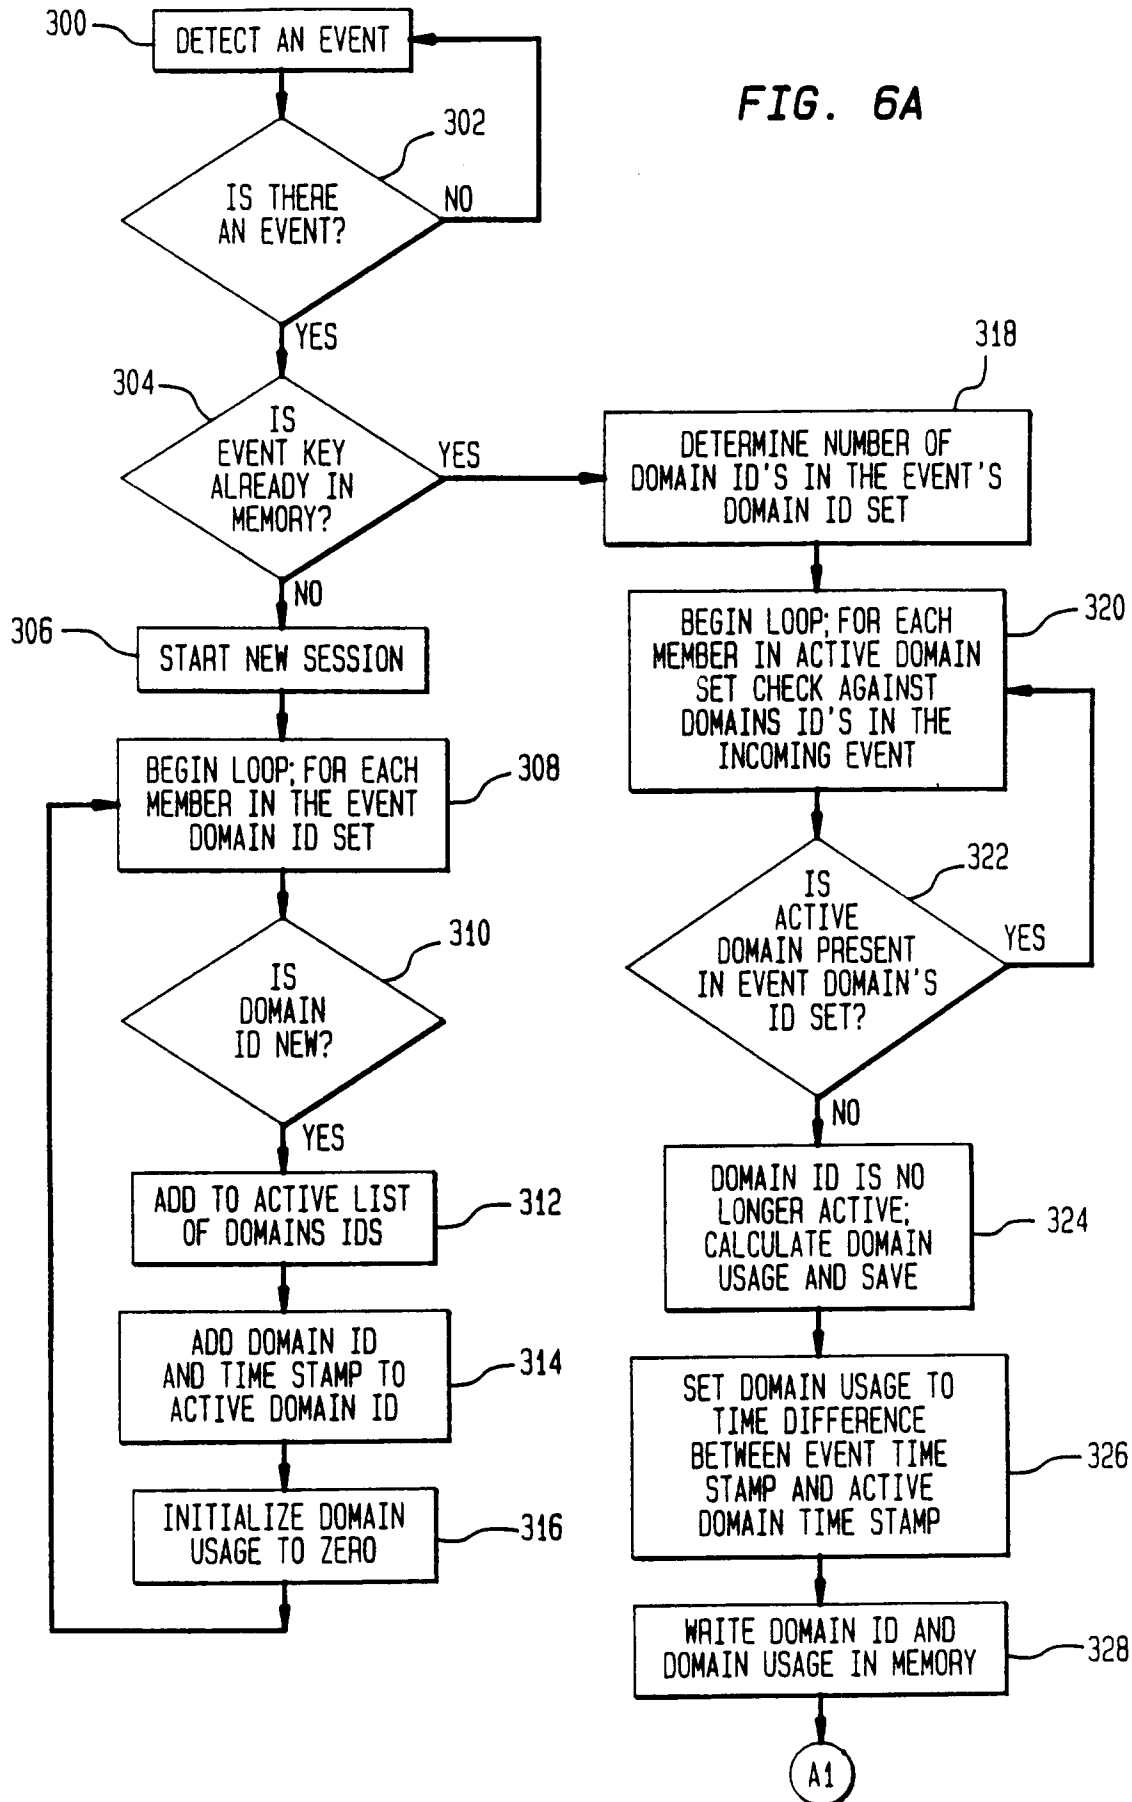 300
DETECT AN EVENT
FIG. 6A
302
IS THERE
AN EVENT?
NO
YES
304
IS
EVENT KEY
ALREADY IN
MEMORY?
YES
NO
306
START NEW SESSION
308
BEGIN LOOP; FOR EACH
MEMBER IN THE EVENT
DOMAIN ID SET
310
IS
DOMAIN
ID NEW?
YES
312
ADD TO ACTIVE LIST
OF DOMAINS IDS
314
ADD DOMAIN ID
AND TIME STAMP TO
ACTIVE DOMAIN ID
316
INITIALIZE DOMAIN
USAGE TO ZERO
318
DETERMINE NUMBER OF
DOMAIN ID'S IN THE EVENT'S
DOMAIN ID SET
320
BEGIN LOOP; FOR EACH
MEMBER IN ACTIVE DOMAIN
SET CHECK AGAINST
DOMAINS ID'S IN THE
INCOMING EVENT
322
IS
ACTIVE
DOMAIN PRESENT
IN EVENT DOMAIN'S
ID SET?
YES
NO
324
DOMAIN ID IS NO
LONGER ACTIVE;
CALCULATE DOMAIN
USAGE AND SAVE
326
SET DOMAIN USAGE TO
TIME DIFFERENCE
BETWEEN EVENT TIME
STAMP AND ACTIVE
DOMAIN TIME STAMP
328
WRITE DOMAIN ID AND
DOMAIN USAGE IN MEMORY
A1